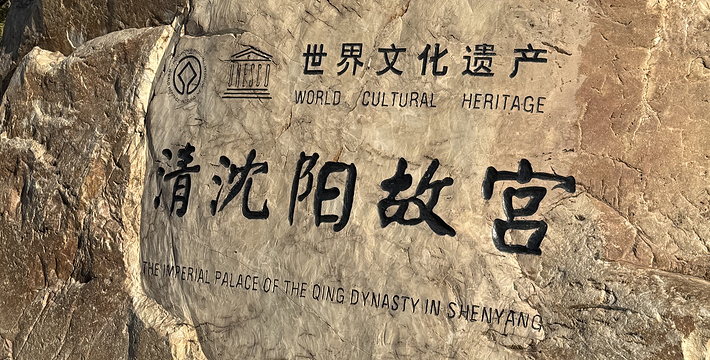 UNESCO
世界文化遗产
WORLD CULTURAL HERITAGE
清沈阳故宫
THE IMPERIAL PALACE OF THE QING DYNASTY IN SHENYANG